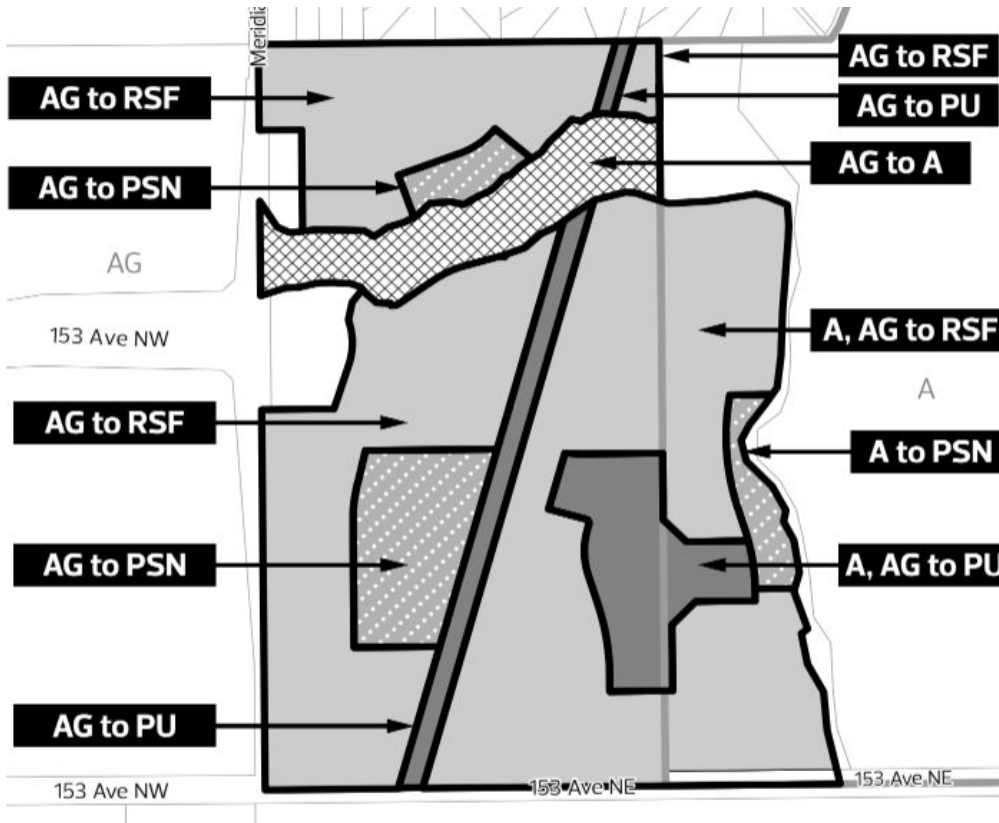 Meridia
AG to RSF
AG to RSF
AG to PU
AG to PSN
AG to A
AG
153 Ave NW
A, AG to RSF
A
AG to RSF
A to PSN
AG to PSN
A, AG to PU
AG to PU
153 Ave NW
153 Ave NE
153 Ave NE